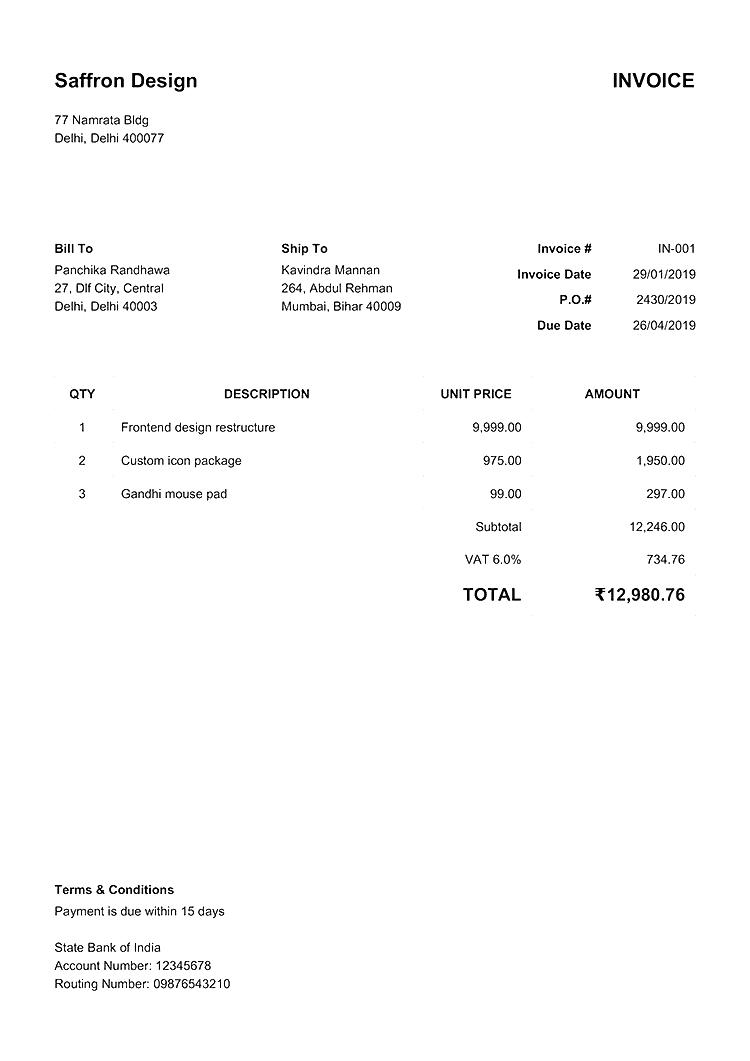 Saffron Design
INVOICE
77 Namrata Bldg
Delhi, Delhi 400077
Bill To
Panchika Randhawa
27, Dlf City, Central
Delhi, Delhi 40003
Ship To
Kavindra Mannan
264, Abdul Rehman
Mumbai, Bihar 40009
Invoice # IN-001
Invoice Date 29/01/2019
P.O.# 2430/2019
Due Date 26/04/2019
QTY DESCRIPTION UNIT PRICE AMOUNT
1 Frontend design restructure 9,999.00 9,999.00
2 Custom icon package 975.00 1,950.00
3 Gandhi mouse pad 99.00 297.00
Subtotal 12,246.00
VAT 6.0% 734.76
TOTAL ₹12,980.76
Terms & Conditions
Payment is due within 15 days
State Bank of India
Account Number: 12345678
Routing Number: 09876543210